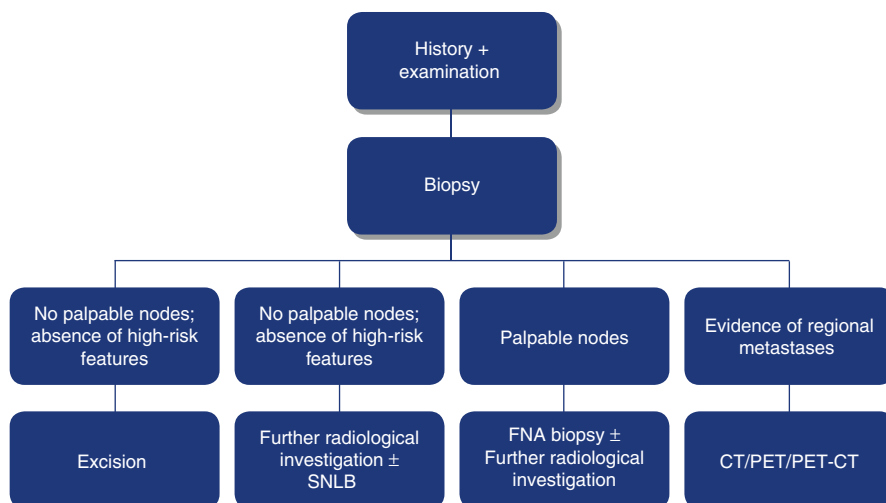 History +
examination
Biopsy
No palpable nodes;
absence of high-risk
features
No palpable nodes;
absence of high-risk
features
Palpable nodes
Evidence of regional
metastases
Excision
Further radiological
investigation ±
SNLB
FNA biopsy ±
Further radiological
investigation
CT/PET/PET-CT